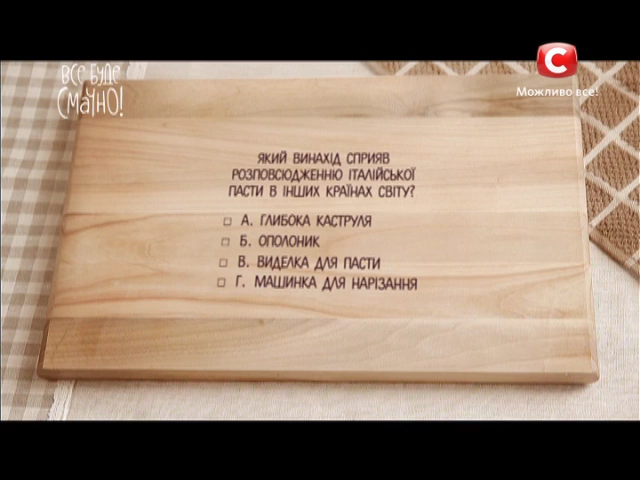 ВСЕ БУДЕ
СМАЧНО!
С
Можливо все!
ЯКИЙ ВИНАХІД СПРИЯВ
РОЗПОВСЮДЖЕННЮ ІТАЛІЙСЬКОЇ
ПАСТИ В ІНШИХ КРАЇНАХ СВІТУ?
А. ГЛИБОКА КАСТРУЛЯ
Б. ОПОЛОНИК
В. ВИДЕЛКА ДЛЯ ПАСТИ
Г. МАШИНКА ДЛЯ НАРІЗАННЯ